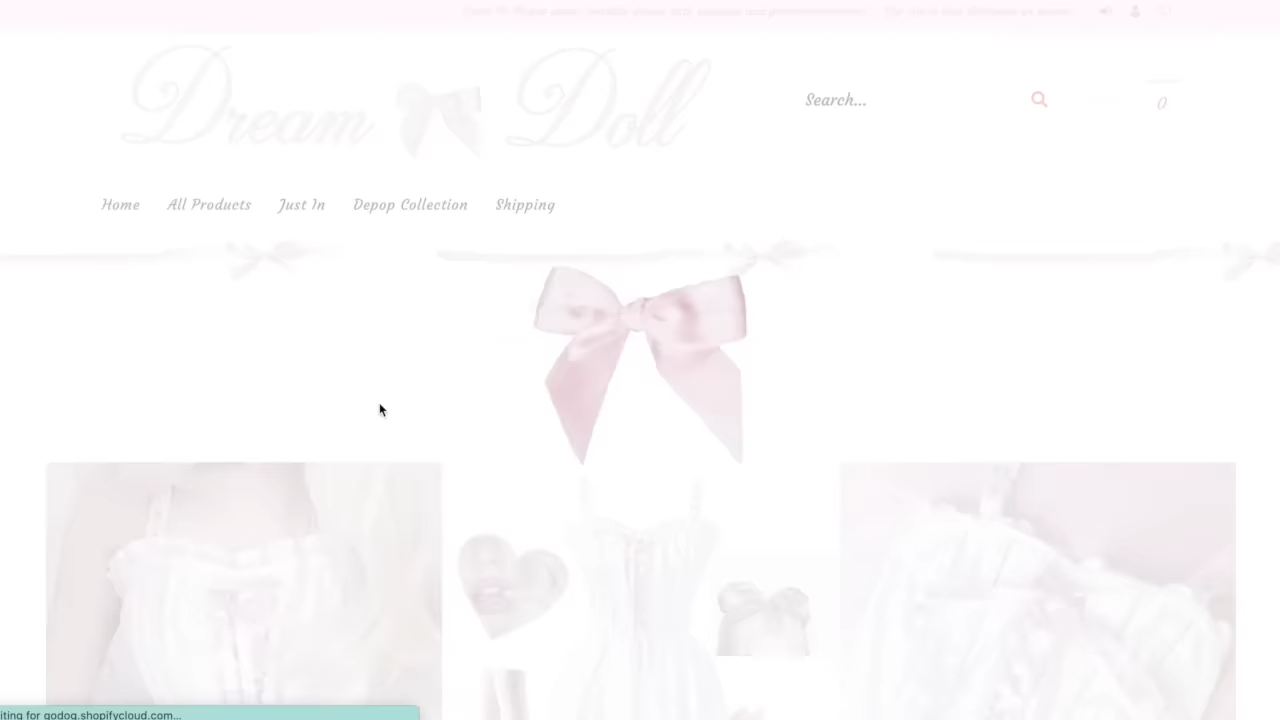 Dream Doll
Search...
0
Home All Products Just In Depop Collection Shipping
iting for godog.shopifycloud.com...